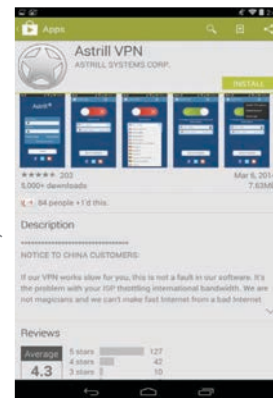 Apps
Astrill VPN
ASTRILL SYSTEMS CORP.
INSTALL
Astrill
203
5,000+ downloads
Mar 6, 201
7.63M
84 people +1'd this.
Description
********************************
NOTICE TO CHINA CUSTOMERS:
If our VPN works slow for you, this is not a fault in our software. It's
the problem with your ISP throttling international bandwidth. We are
not magicians and we can't make fast Internet from a bad Internet
Reviews
Average
4.3
5 stars 127
4 stars 42
3 stars 10